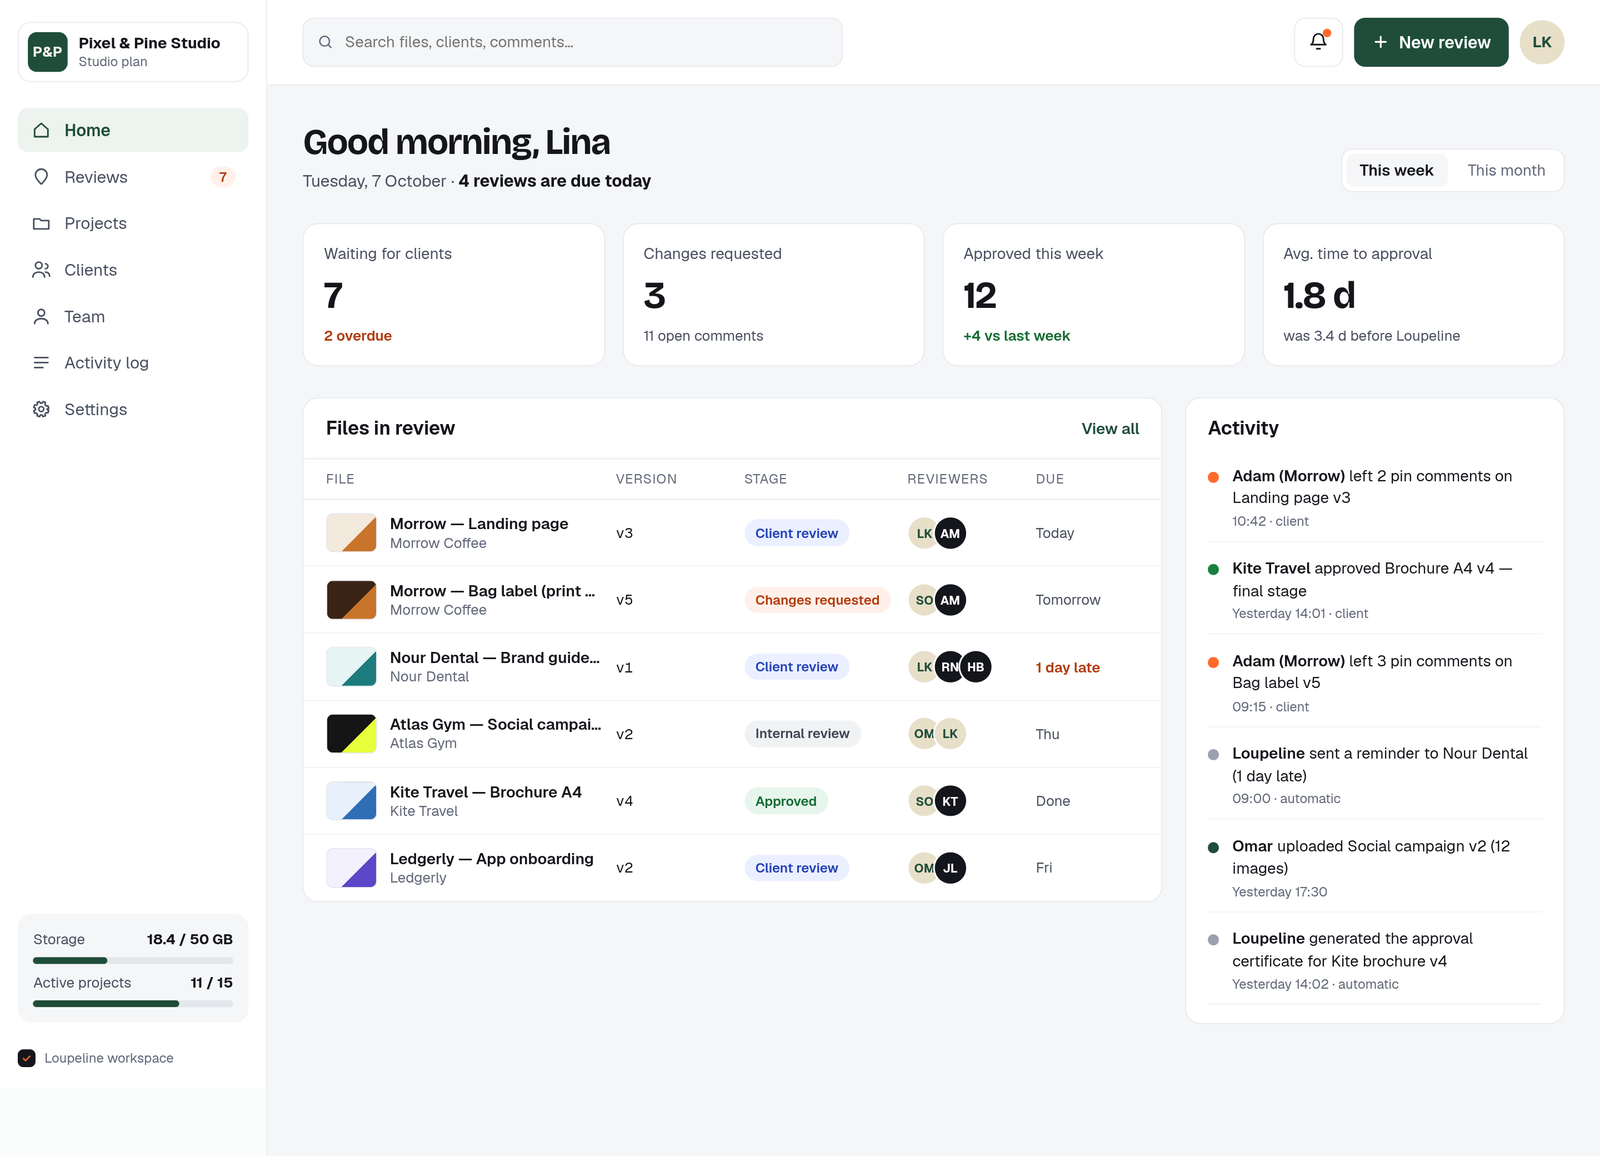 P&P
Pixel & Pine Studio
Studio plan
Home
Reviews 7
Projects
Clients
Team
Activity log
Settings
Storage 18.4 / 50 GB
Active projects 11 / 15
Loupeline workspace
Search files, clients, comments...
+ New review
LK
Good morning, Lina
Tuesday, 7 October · 4 reviews are due today
This week This month
Waiting for clients
7
2 overdue
Changes requested
3
11 open comments
Approved this week
12
+4 vs last week
Avg. time to approval
1.8 d
was 3.4 d before Loupeline
Files in review View all
FILE VERSION STAGE REVIEWERS DUE
Morrow — Landing page
Morrow Coffee
v3 Client review LK AM Today
Morrow — Bag label (print ...
Morrow Coffee
v5 Changes requested SO AM Tomorrow
Nour Dental — Brand guide...
Nour Dental
v1 Client review LK RN HB 1 day late
Atlas Gym — Social campai...
Atlas Gym
v2 Internal review OM LK Thu
Kite Travel — Brochure A4
Kite Travel
v4 Approved SO KT Done
Ledgerly — App onboarding
Ledgerly
v2 Client review OM JL Fri
Activity
Adam (Morrow) left 2 pin comments on
Landing page v3
10:42 · client
Kite Travel approved Brochure A4 v4 —
final stage
Yesterday 14:01 · client
Adam (Morrow) left 3 pin comments on
Bag label v5
09:15 · client
Loupeline sent a reminder to Nour Dental
(1 day late)
09:00 · automatic
Omar uploaded Social campaign v2 (12
images)
Yesterday 17:30
Loupeline generated the approval
certificate for Kite brochure v4
Yesterday 14:02 · automatic